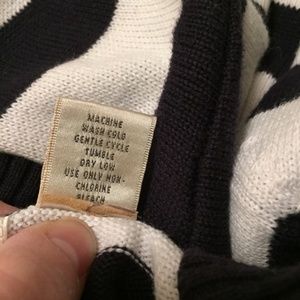 MACHINE
WASH COLD
GENTLE CYCLE
TUMBLE
DRY LOW
USE ONLY NON-
CHLORINE
BLEACH